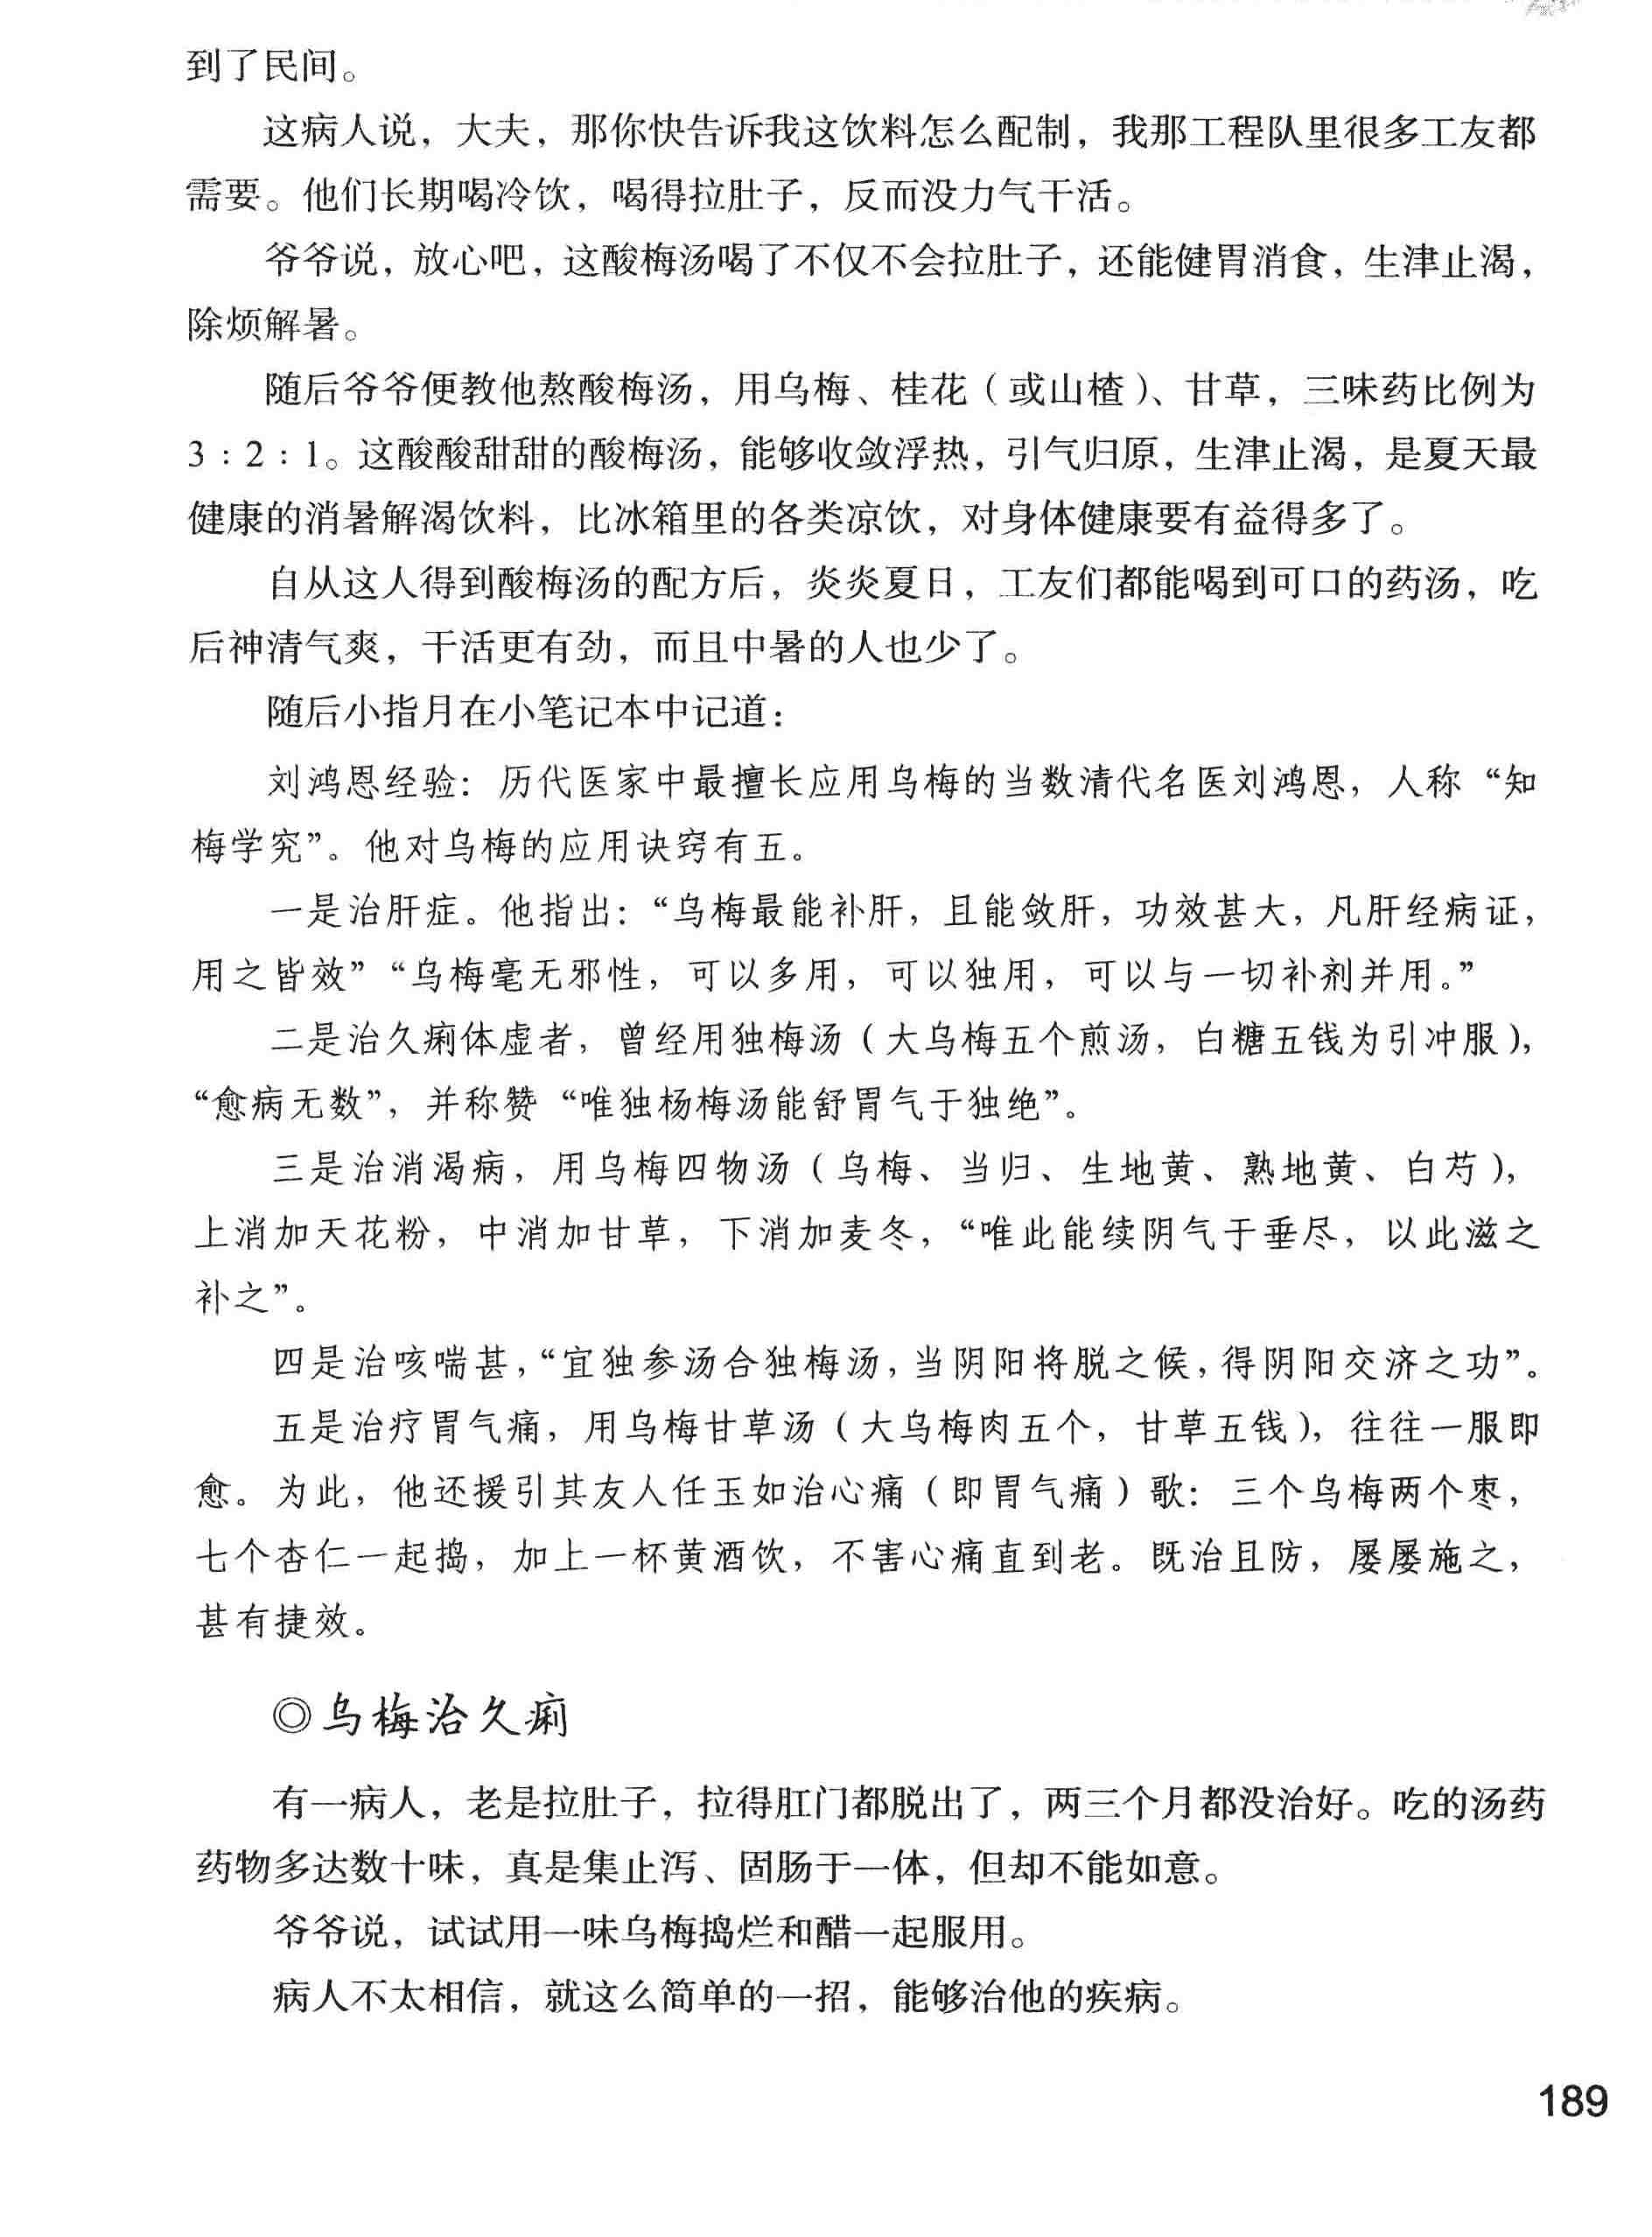 到了民间。
这病人说，大夫，那你快告诉我这饮料怎么配制，我那工程队里很多工友都
需要。他们长期喝冷饮，喝得拉肚子，反而没力气干活。
爷爷说，放心吧，这酸梅汤喝了不仅不会拉肚子，还能健胃消食，生津止渴，
除烦解暑。
随后爷爷便教他熬酸梅汤，用乌梅、桂花（或山楂）、甘草，三味药比例为
3：2：1。这酸酸甜甜的酸梅汤，能够收敛浮热，引气归原，生津止渴，是夏天最
健康的消暑解渴饮料，比冰箱里的各类凉饮，对身体健康要有益得多了。
自从这人得到酸梅汤的配方后，炎炎夏日，工友们都能喝到可口的药汤，吃
后神清气爽，干活更有劲，而且中暑的人也少了。
随后小指月在小笔记本中记道：
刘鸿恩经验：历代医家中最擅长应用乌梅的当数清代名医刘鸿恩，人称“知
梅学究”。他对乌梅的应用诀窍有五。
一是治肝症。他指出：“乌梅最能补肝，且能敛肝，功效甚大，凡肝经病证，
用之皆效”“乌梅毫无邪性，可以多用，可以独用，可以与一切补剂并用。”
二是治久痢体虚者，曾经用独梅汤（大乌梅五个煎汤，白糖五钱为引冲服），
“愈病无数”，并称赞“唯独杨梅汤能舒胃气于独绝”。
三是治消渴病，用乌梅四物汤（乌梅、当归、生地黄、熟地黄、白芍），
上消加天花粉，中消加甘草，下消加麦冬，“唯此能续阴气于垂尽，以此滋之
补之”。
四是治咳喘甚，“宜独参汤合独梅汤，当阴阳将脱之候，得阴阳交济之功”。
五是治疗胃气痛，用乌梅甘草汤（大乌梅肉五个，甘草五钱），往往一服即
愈。为此，他还援引其友人任玉如治心痛（即胃气痛）歌：三个乌梅两个枣，
七个杏仁一起捣，加上一杯黄酒饮，不害心痛直到老。既治且防，屡屡施之，
甚有捷效。
◎乌梅治久痢
有一病人，老是拉肚子，拉得肛门都脱出了，两三个月都没治好。吃的汤药
药物多达数十味，真是集止泻、固肠于一体，但却不能如意。
爷爷说，试试用一味乌梅捣烂和醋一起服用。
病人不太相信，就这么简单的一招，能够治他的疾病。
189